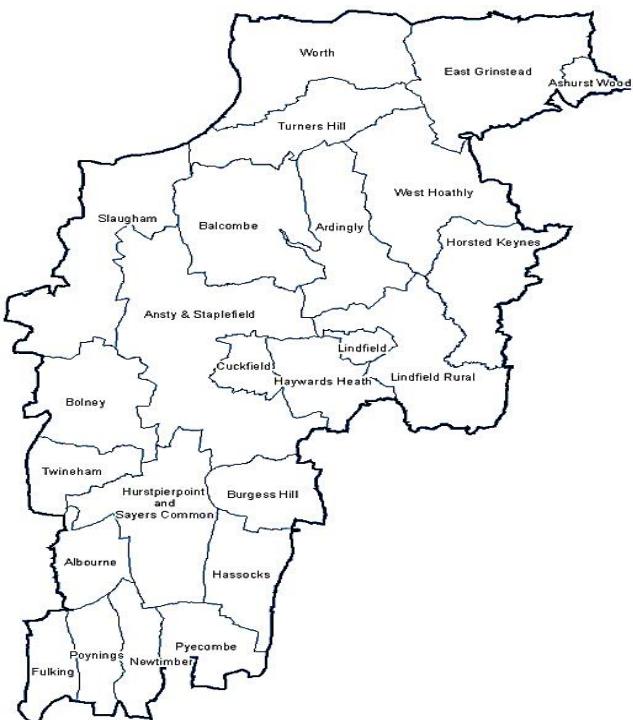 Worth
East Grinstead
Ashurst Wood
Turners Hill
West Hoathly
Slaugham
Balcombe
Ardingly
Horsted Keynes
Ansty & Staplefield
Lindfield
Cuckfield
Haywards Heath
Lindfield Rural
Bolney
Twineham
Hurstpierpoint
and
Sayers Common
Burgess Hill
Albourne
Hassocks
Pyecombe
Poynings
Newtimber
Fulking